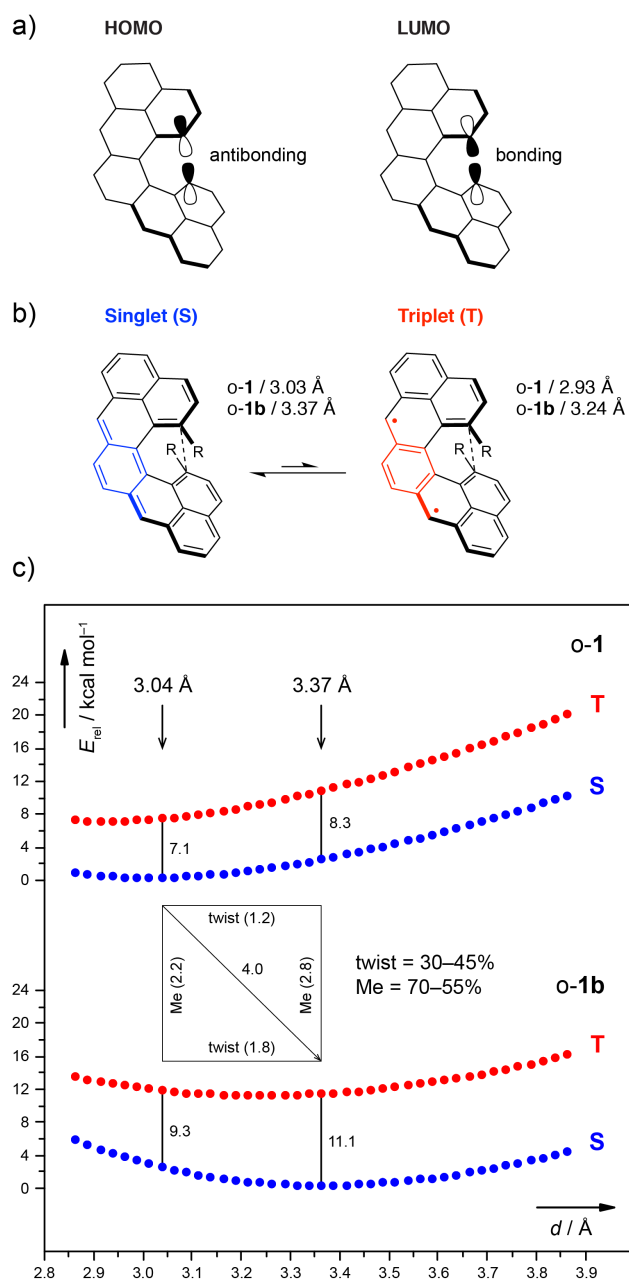 a)
HOMO
LUMO
antibonding
bonding
b)
Singlet (S)
Triplet (T)
o-1 / 3.03 Å
o-1b / 3.37 Å
o-1 / 2.93 Å
o-1b / 3.24 Å
R
R
R
R
c)
o-1
24
20
16
12
8
4
0
E_rel / kcal mol⁻¹
3.04 Å
3.37 Å
T
S
7.1
8.3
twist (1.2)
Me (2.2)
4.0
Me (2.8)
twist (1.8)
twist = 30–45%
Me = 70–55%
o-1b
24
20
16
12
8
4
0
T
S
9.3
11.1
d / Å
2.8 2.9 3.0 3.1 3.2 3.3 3.4 3.5 3.6 3.7 3.8 3.9